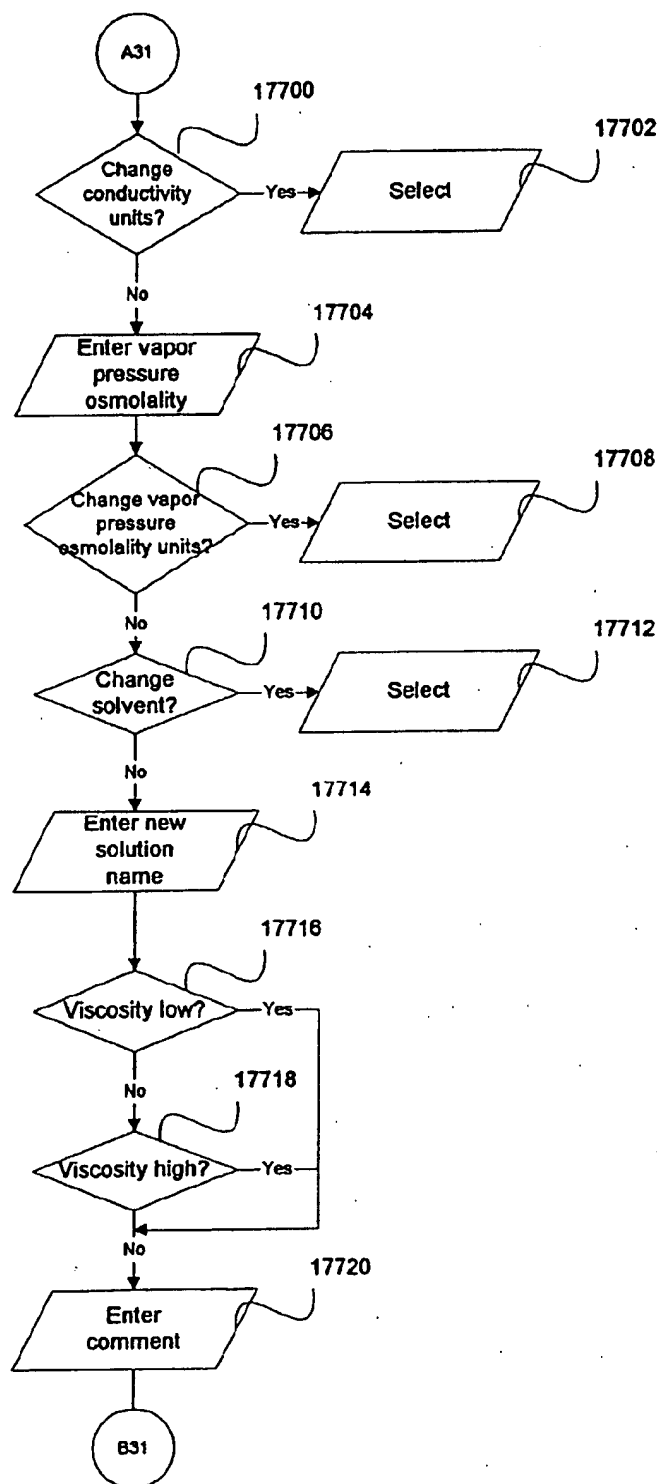 A31
17700
Change
conductivity
units?
Yes
Select
17702
No
Enter vapor
pressure
osmolality
17704
17706
Change vapor
pressure
osmolality units?
Yes
Select
17708
No
17710
Change
solvent?
Yes
Select
17712
No
Enter new
solution
name
17714
17716
Viscosity low?
Yes
No
17718
Viscosity high?
Yes
No
17720
Enter
comment
B31